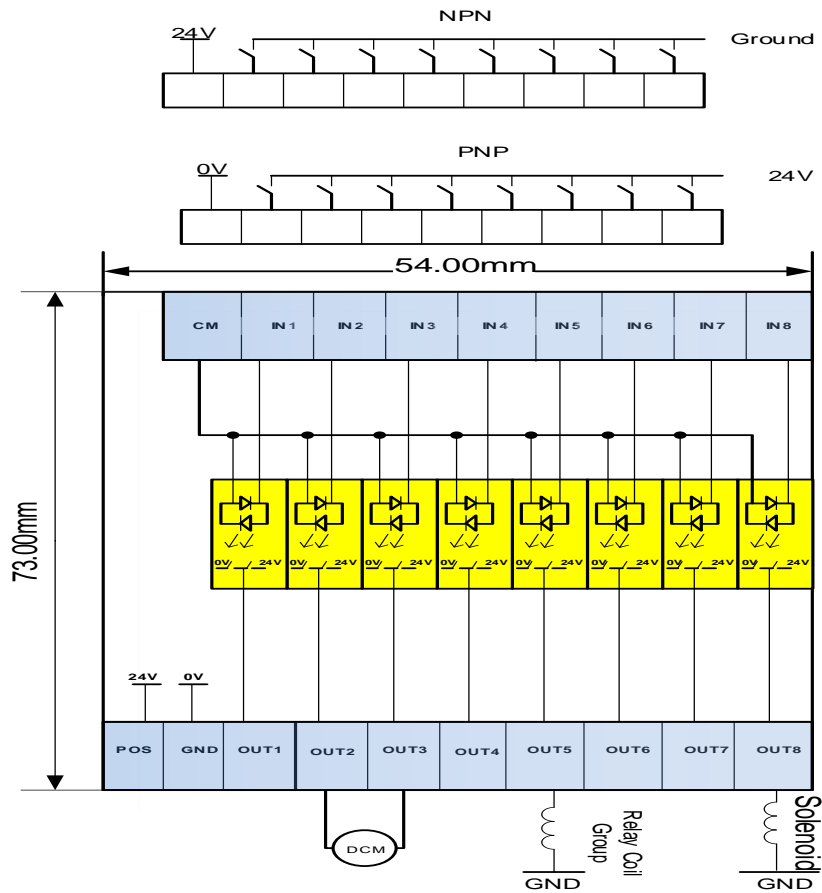 NPN
24V
Ground
PNP
0V
24V
54.00mm
CM IN1 IN2 IN3 IN4 IN5 IN6 IN7 IN8
73.00mm
0V 24V 0V 24V 0V 24V 0V 24V 0V 24V 0V 24V 0V 24V 0V 24V
24V 0V
POS GND OUT1 OUT2 OUT3 OUT4 OUT5 OUT6 OUT7 OUT8
DCM
Relay Coil
Group
Solenoid
GND
GND